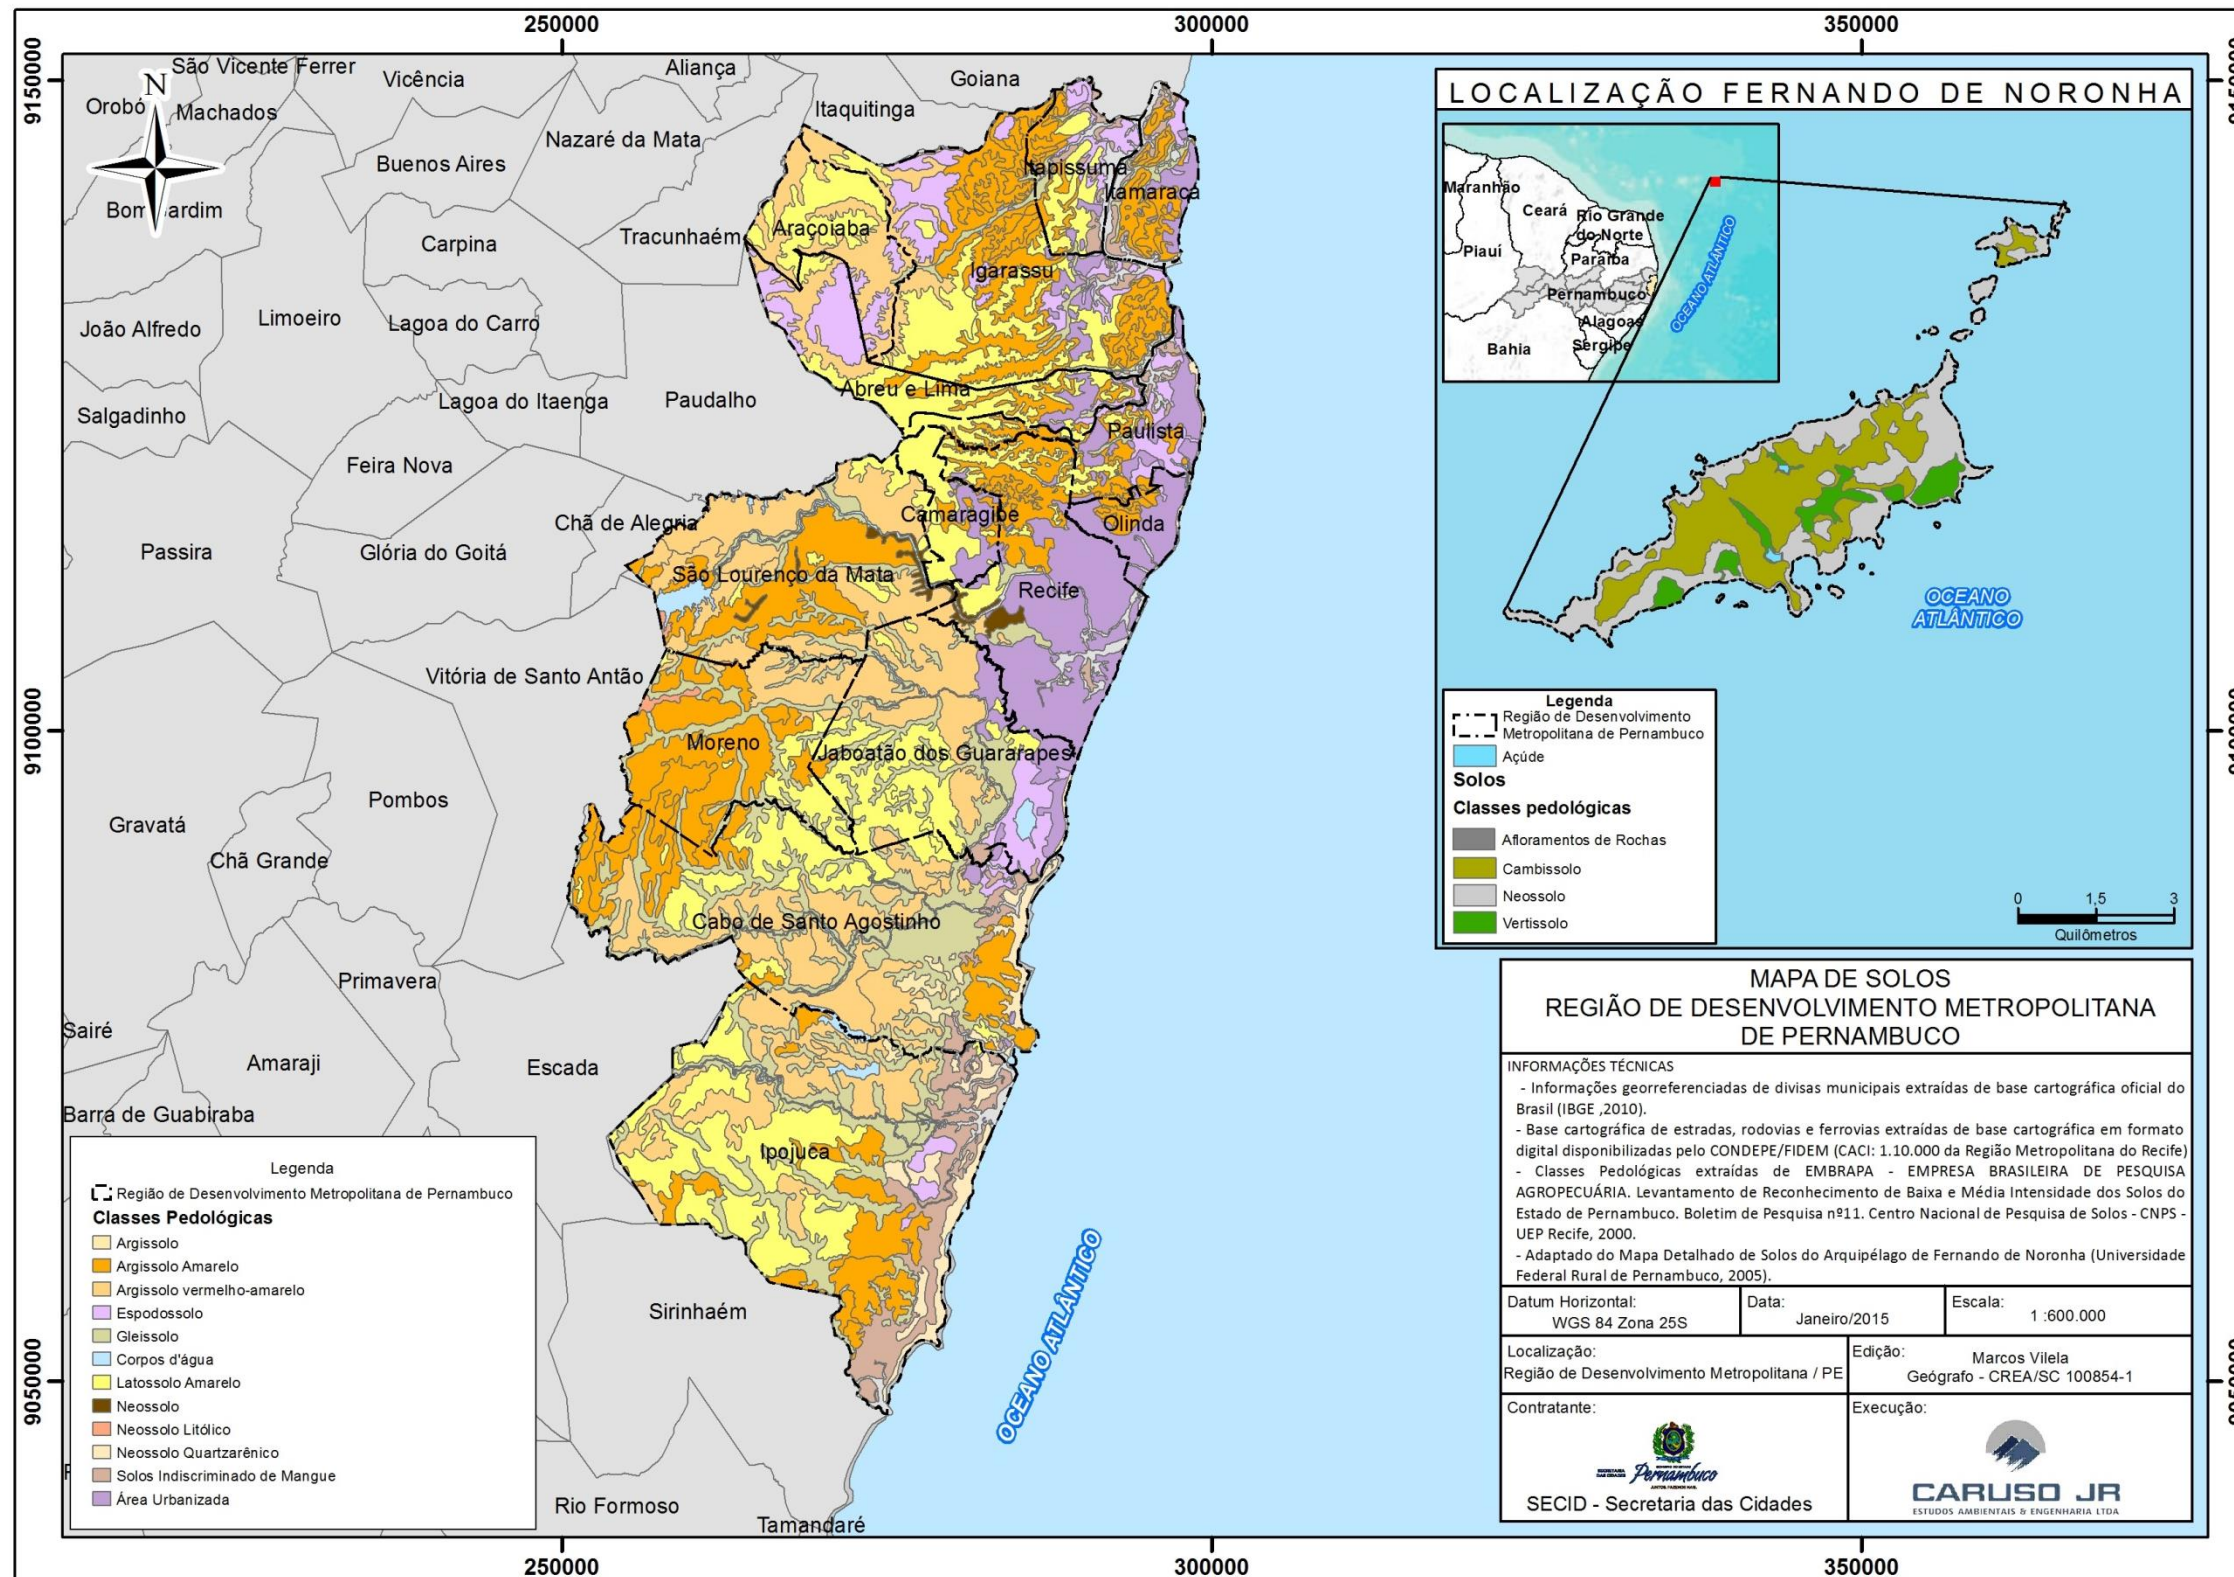 250000
300000
350000
9150000
9100000
9050000
N
São Vicente Ferrer
Vicência
Aliança
Goiana
Orobó
Machados
Itaquitinga
Nazaré da Mata
Buenos Aires
Itapissuma
Itamaracá
Araçoiaba
Tracunhaém
Carpina
Igarassu
Limoeiro
João Alfredo
Lagoa do Carro
Abreu e Lima
Lagoa do Itaenga
Paudalho
Salgadinho
Paulista
Feira Nova
Camaragibe
Olinda
Chã de Alegria
Passira
Glória do Goitá
São Lourenço da Mata
Recife
Vitória de Santo Antão
Moreno
Jaboatão dos Guararapes
Pombos
Gravatá
Chã Grande
Cabo de Santo Agostinho
Primavera
Sairé
Amaraji
Escada
Barra de Guabiraba
Ipojuca
Sirinhaém
Rio Formoso
Tamandaré
OCEANO ATLÂNTICO
Legenda
Região de Desenvolvimento Metropolitana de Pernambuco
Classes Pedológicas
Argissolo
Argissolo Amarelo
Argissolo vermelho-amarelo
Espodossolo
Gleissolo
Corpos d'água
Latossolo Amarelo
Neossolo
Neossolo Litólico
Neossolo Quartzarênico
Solos Indiscriminado de Mangue
Área Urbanizada
LOCALIZAÇÃO FERNANDO DE NORONHA
Maranhão
Ceará
Rio Grande
do Norte
Piauí
Paraíba
Pernambuco
Alagoas
Sergipe
Bahia
OCEANO ATLÂNTICO
OCEANO
ATLÂNTICO
Legenda
Região de Desenvolvimento
Metropolitana de Pernambuco
Açúde
Solos
Classes pedológicas
Afloramentos de Rochas
Cambissolo
Neossolo
Vertissolo
0 1,5 3
Quilômetros
MAPA DE SOLOS
REGIÃO DE DESENVOLVIMENTO METROPOLITANA
DE PERNAMBUCO
INFORMAÇÕES TÉCNICAS
- Informações georreferenciadas de divisas municipais extraídas de base cartográfica oficial do
Brasil (IBGE ,2010).
- Base cartográfica de estradas, rodovias e ferrovias extraídas de base cartográfica em formato
digital disponibilizadas pelo CONDEPE/FIDEM (CACI: 1.10.000 da Região Metropolitana do Recife)
- Classes Pedológicas extraídas de EMBRAPA - EMPRESA BRASILEIRA DE PESQUISA
AGROPECUÁRIA. Levantamento de Reconhecimento de Baixa e Média Intensidade dos Solos do
Estado de Pernambuco. Boletim de Pesquisa nº11. Centro Nacional de Pesquisa de Solos - CNPS -
UEP Recife, 2000.
- Adaptado do Mapa Detalhado de Solos do Arquipélago de Fernando de Noronha (Universidade
Federal Rural de Pernambuco, 2005).
Datum Horizontal:
WGS 84 Zona 25S
Data:
Janeiro/2015
Escala:
1 :600.000
Localização:
Região de Desenvolvimento Metropolitana / PE
Edição:
Marcos Vilela
Geógrafo - CREA/SC 100854-1
Contratante:
Pernambuco
SECID - Secretaria das Cidades
Execução:
CARUSO JR
ESTUDOS AMBIENTAIS & ENGENHARIA LTDA
250000
300000
350000